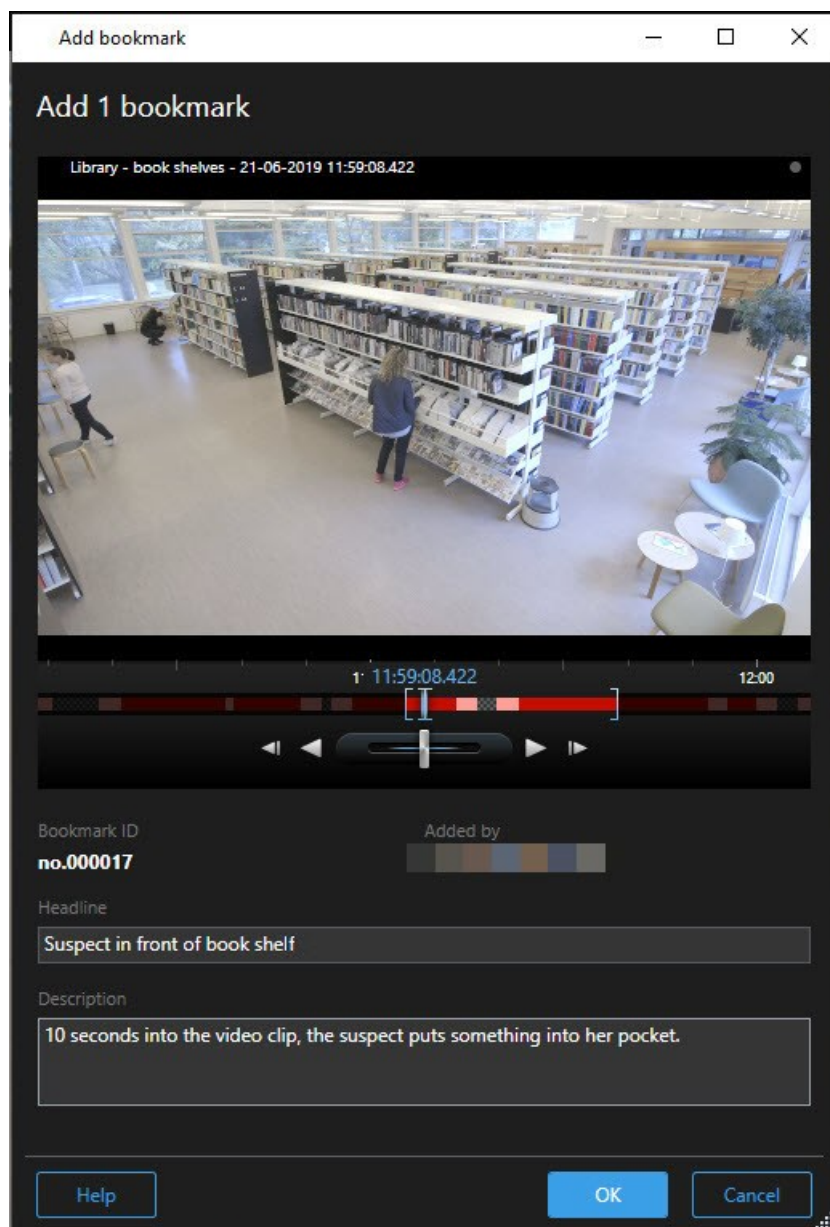 Add bookmark
Add 1 bookmark
Library - book shelves - 21-06-2019 11:59:08.422
11:59:08.422
12:00
Bookmark ID
Added by
no.000017
Headline
Suspect in front of book shelf
Description
10 seconds into the video clip, the suspect puts something into her pocket.
Help
OK
Cancel